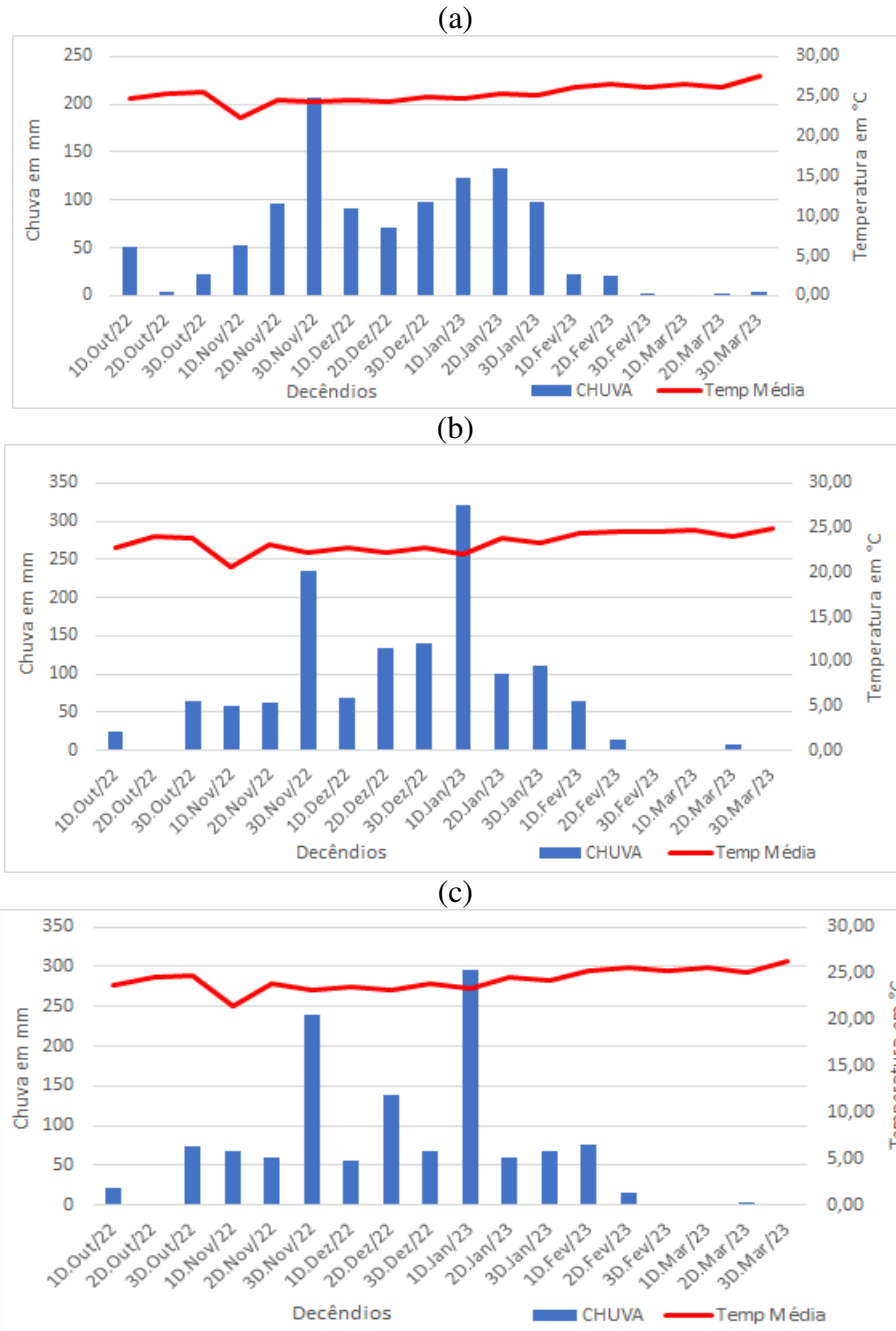 (a)
250
200
150
100
50
0
Chuva em mm
30,00
25,00
20,00
15,00
10,00
5,00
0,00
Temperatura em °C
1D.Out/22
2D.Out/22
3D.Out/22
1D.Nov/22
2D.Nov/22
3D.Nov/22
1D.Dez/22
2D.Dez/22
3D.Dez/22
1D.Jan/23
2D.Jan/23
3D.Jan/23
1D.Fev/23
2D.Fev/23
3D.Fev/23
1D.Mar/23
2D.Mar/23
3D.Mar/23
Decêndios
CHUVA
Temp Média
(b)
350
300
250
200
150
100
50
0
Chuva em mm
30,00
25,00
20,00
15,00
10,00
5,00
0,00
Temperatura em °C
1D.Out/22
2D.Out/22
3D.Out/22
1D.Nov/22
2D.Nov/22
3D.Nov/22
1D.Dez/22
2D.Dez/22
3D.Dez/22
1D.Jan/23
2D.Jan/23
3D.Jan/23
1D.Fev/23
2D.Fev/23
3D.Fev/23
1D.Mar/23
2D.Mar/23
3D.Mar/23
Decêndios
CHUVA
Temp Média
(c)
350
300
250
200
150
100
50
0
Chuva em mm
30,00
25,00
20,00
15,00
10,00
5,00
0,00
Temperatura em °C
1D.Out/22
2D.Out/22
3D.Out/22
1D.Nov/22
2D.Nov/22
3D.Nov/22
1D.Dez/22
2D.Dez/22
3D.Dez/22
1D.Jan/23
2D.Jan/23
3D.Jan/23
1D.Fev/23
2D.Fev/23
3D.Fev/23
1D.Mar/23
2D.Mar/23
3D.Mar/23
Decêndios
CHUVA
Temp Média